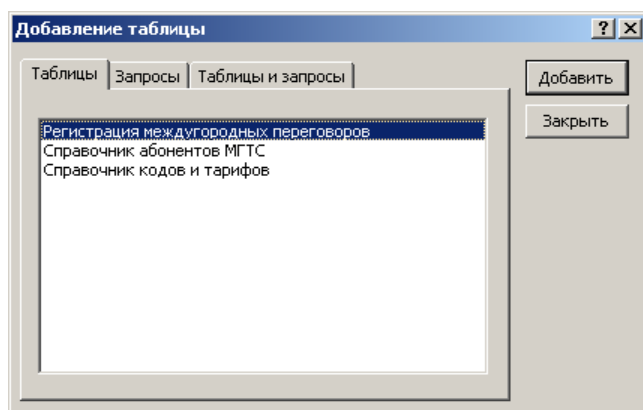 Добавление таблицы ? ×
Таблицы Запросы Таблицы и запросы
Добавить
Закрыть
Регистрация междугородных переговоров
Справочник абонентов МГТС
Справочник кодов и тарифов